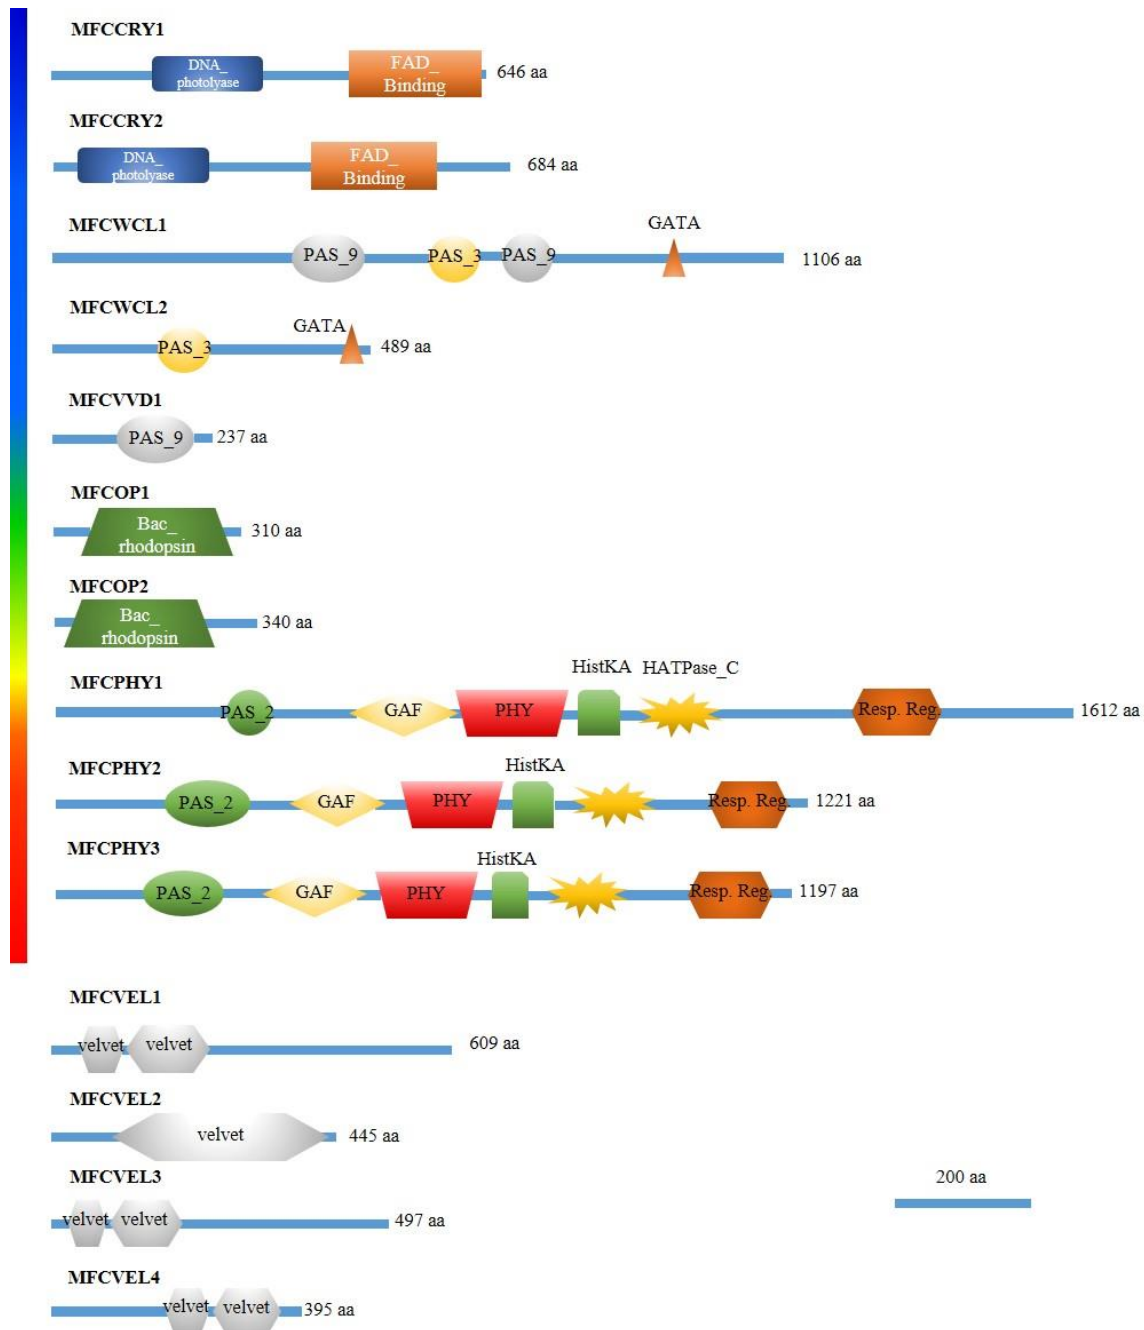 MFCCRY1
DNA_
photolyase
FAD_
Binding
646 aa
MFCCRY2
DNA_
photolyase
FAD_
Binding
684 aa
MFCWCL1
GATA
PAS_9
PAS_3
PAS_9
1106 aa
MFCWCL2
GATA
PAS_3
489 aa
MFCVVD1
PAS_9
237 aa
MFCOP1
Bac_
rhodopsin
310 aa
MFCOP2
Bac_
rhodopsin
340 aa
HistKA HATPase_C
MFCPHY1
PAS_2
GAF
PHY
Resp. Reg.
1612 aa
MFCPHY2
HistKA
PAS_2
GAF
PHY
Resp. Reg.
1221 aa
MFCPHY3
HistKA
PAS_2
GAF
PHY
Resp. Reg.
1197 aa
MFCVEL1
velvet
velvet
609 aa
MFCVEL2
velvet
445 aa
MFCVEL3
200 aa
velvet
velvet
497 aa
MFCVEL4
velvet
velvet
395 aa